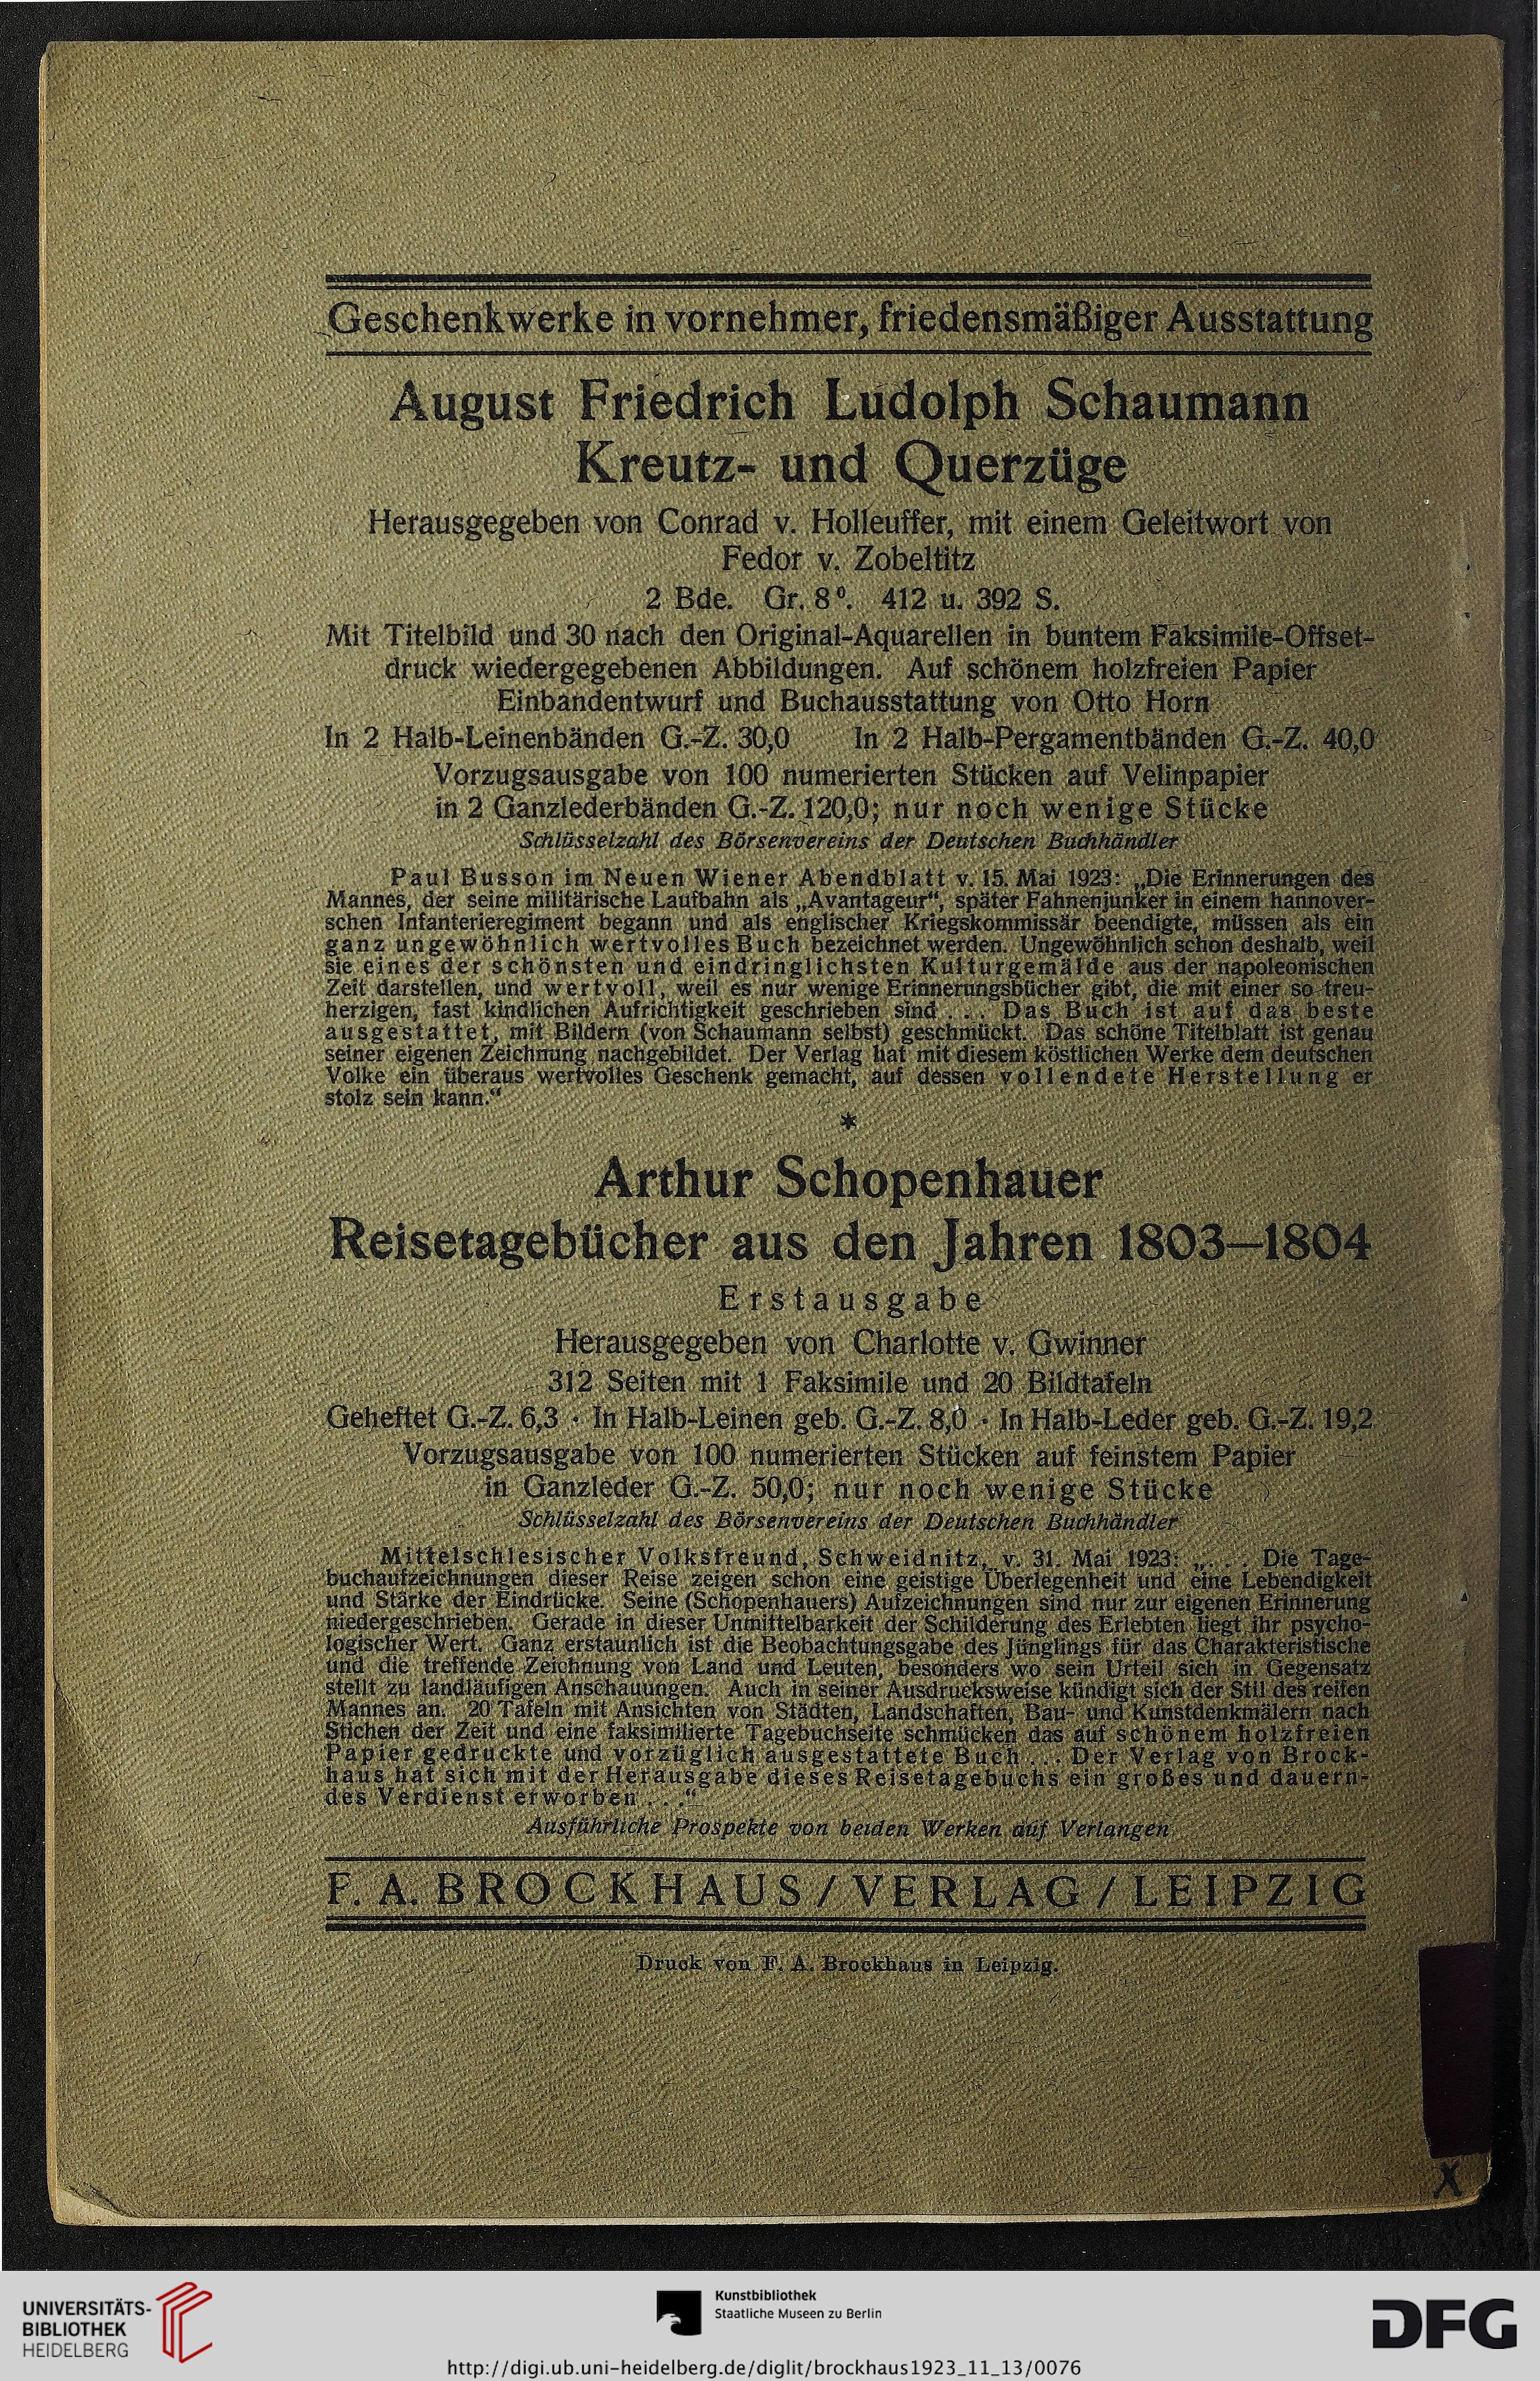 Geschenkwerke in vornehmer, friedensmäßiger Ausstattung
August Friedrich Ludolph Schaumann
Kreutz- und Querzüge
Herausgegeben von Conrad v. Holleuffer, mit einem Geleitwort von
Fedor v. Zobeltitz
2 Bde. Gr. 8⁰. 412 u. 392 S.
Mit Titelbild und 30 nach den Original-Aquarellen in buntem Faksimile-Offset-
druck wiedergegebenen Abbildungen. Auf schönem holzfreien Papier
Einbandentwurf und Buchausstattung von Otto Horn
In 2 Halb-Leinenbänden G.-Z. 30,0 In 2 Halb-Pergamentbänden G.-Z. 40,0
Vorzugsausgabe von 100 numerierten Stücken auf Velinpapier
in 2 Ganzlederbänden G.-Z. 120,0; nur noch wenige Stücke
Schlüsselzahl des Börsenvereins der Deutschen Buchhändler
Paul Busson im Neuen Wiener Abendblatt v. 15. Mai 1923: „Die Erinnerungen des
Mannes, der seine militärische Laufbahn als „Avantageur“, später Fahnenjunker in einem hannover-
schen Infanterieregiment begann und als englischer Kriegskommissär beendigte, müssen als ein
ganz ungewöhnlich wertvolles Buch bezeichnet werden. Ungewöhnlich schon deshalb, weil
sie eines der schönsten und eindringlichsten Kulturgemälde aus der napoleonischen
Zeit darstellen, und wertvoll, weil es nur wenige Erinnerungsbücher gibt, die mit einer so treu-
herzigen, fast kindlichen Aufrichtigkeit geschrieben sind . . . Das Buch ist auf das beste
ausgestattet, mit Bildern (von Schaumann selbst) geschmückt. Das schöne Titelblatt ist genau
seiner eigenen Zeichnung nachgebildet. Der Verlag hat mit diesem köstlichen Werke dem deutschen
Volke ein überaus wertvolles Geschenk gemacht, auf dessen vollendete Herstellung er
stolz sein kann.“
*
Arthur Schopenhauer
Reisetagebücher aus den Jahren 1803–1804
Erstausgabe
Herausgegeben von Charlotte v. Gwinner
312 Seiten mit 1 Faksimile und 20 Bildtafeln
Geheftet G.-Z. 6,3 · In Halb-Leinen geb. G.-Z. 8,0 · In Halb-Leder geb. G.-Z. 19,2
Vorzugsausgabe von 100 numerierten Stücken auf feinstem Papier
in Ganzleder G.-Z. 50,0; nur noch wenige Stücke
Schlüsselzahl des Börsenvereins der Deutschen Buchhändler
Mittelschlesischer Volksfreund, Schweidnitz, v. 31. Mai 1923: „. . . Die Tage-
buchaufzeichnungen dieser Reise zeigen schon eine geistige Überlegenheit und eine Lebendigkeit
und Stärke der Eindrücke. Seine (Schopenhauers) Aufzeichnungen sind nur zur eigenen Erinnerung
niedergeschrieben. Gerade in dieser Unmittelbarkeit der Schilderung des Erlebten liegt ihr psycho-
logischer Wert. Ganz erstaunlich ist die Beobachtungsgabe des Jünglings für das Charakteristische
und die treffende Zeichnung von Land und Leuten, besonders wo sein Urteil sich in Gegensatz
stellt zu landläufigen Anschauungen. Auch in seiner Ausdrucksweise kündigt sich der Stil des reifen
Mannes an. 20 Tafeln mit Ansichten von Städten, Landschaften, Bau- und Kunstdenkmälern nach
Stichen der Zeit und eine faksimilierte Tagebuchseite schmücken das auf schönem holzfreien
Papier gedruckte und vorzüglich ausgestattete Buch . . . Der Verlag von Brock-
haus hat sich mit der Herausgabe dieses Reisetagebuchs ein großes und dauern-
des Verdienst erworben . . .“
Ausführliche Prospekte von beiden Werken auf Verlangen
F. A. BROCKHAUS / VERLAG / LEIPZIG
Druck von F. A. Brockhaus in Leipzig.
X
UNIVERSITÄTS-
BIBLIOTHEK
HEIDELBERG
Kunstbibliothek
Staatliche Museen zu Berlin
DFG
http://digi.ub.uni-heidelberg.de/diglit/brockhaus1923_11_13/0076